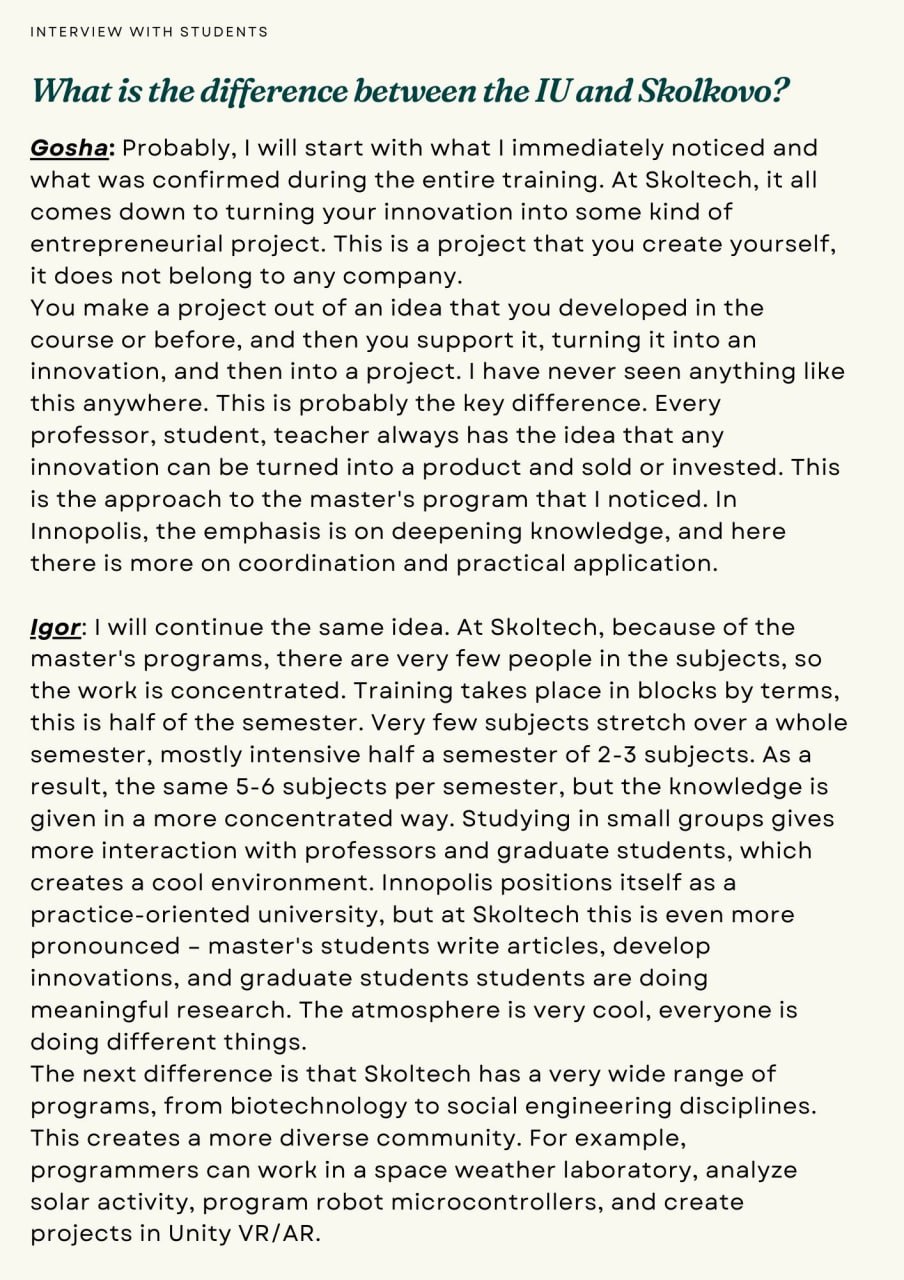 INTERVIEW WITH STUDENTS
What is the difference between the IU and Skolkovo?
Gosha: Probably, I will start with what I immediately noticed and
what was confirmed during the entire training. At Skoltech, it all
comes down to turning your innovation into some kind of
entrepreneurial project. This is a project that you create yourself,
it does not belong to any company.
You make a project out of an idea that you developed in the
course or before, and then you support it, turning it into an
innovation, and then into a project. I have never seen anything like
this anywhere. This is probably the key difference. Every
professor, student, teacher always has the idea that any
innovation can be turned into a product and sold or invested. This
is the approach to the master's program that I noticed. In
Innopolis, the emphasis is on deepening knowledge, and here
there is more on coordination and practical application.
Igor: I will continue the same idea. At Skoltech, because of the
master's programs, there are very few people in the subjects, so
the work is concentrated. Training takes place in blocks by terms,
this is half of the semester. Very few subjects stretch over a whole
semester, mostly intensive half a semester of 2-3 subjects. As a
result, the same 5-6 subjects per semester, but the knowledge is
given in a more concentrated way. Studying in small groups gives
more interaction with professors and graduate students, which
creates a cool environment. Innopolis positions itself as a
practice-oriented university, but at Skoltech this is even more
pronounced – master's students write articles, develop
innovations, and graduate students students are doing
meaningful research. The atmosphere is very cool, everyone is
doing different things.
The next difference is that Skoltech has a very wide range of
programs, from biotechnology to social engineering disciplines.
This creates a more diverse community. For example,
programmers can work in a space weather laboratory, analyze
solar activity, program robot microcontrollers, and create
projects in Unity VR/AR.